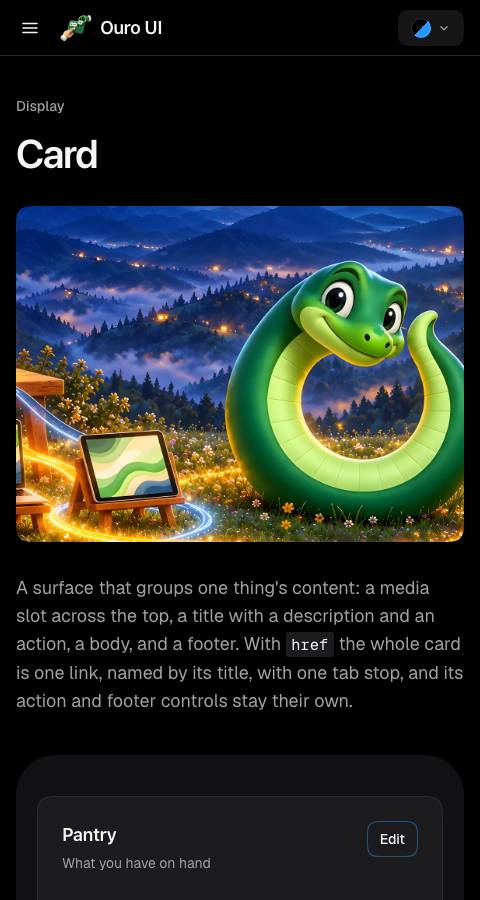 Ouro UI
Display
Card
A surface that groups one thing's content: a media
slot across the top, a title with a description and an
action, a body, and a footer. With href the whole card
is one link, named by its title, with one tab stop, and its
action and footer controls stay their own.
Pantry
Edit
What you have on hand